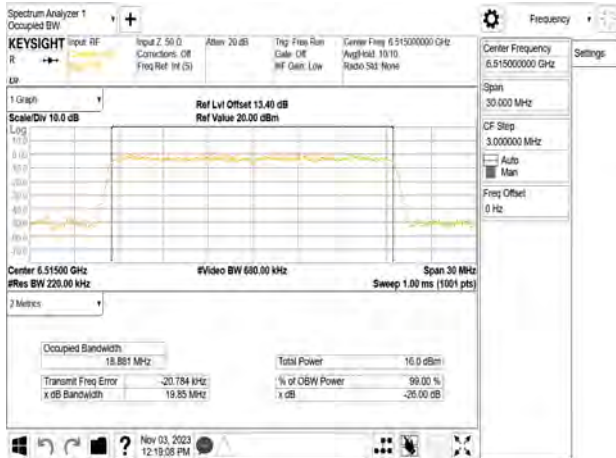 Spectrum Analyzer 1
Occupied BW
+
Frequency
KEYSIGHT
R
Input: RF
Input Z: 50 Ω
Corrections: Off
Freq Ref: Int (S)
Atten: 20 dB
Trig: Free Run
Gate: Off
#IF Gain: Low
Center Freq: 6.515000000 GHz
Avg|Hold: 10/10
Radio Std: None
Center Frequency
6.515000000 GHz
Settings
Span
30.000 MHz
CF Step
3.000000 MHz
Auto
Man
Freq Offset
0 Hz
1 Graph
Scale/Div 10.0 dB
Ref Lvl Offset 13.40 dB
Ref Value 20.00 dBm
Log
10.0
0.00
Center 6.51500 GHz
#Res BW 220.00 kHz
#Video BW 680.00 kHz
Span 30 MHz
Sweep 1.00 ms (1001 pts)
2 Metrics
Occupied Bandwidth
18.881 MHz
Total Power
16.0 dBm
Transmit Freq Error
-20.784 kHz
% of OBW Power
99.00 %
x dB Bandwidth
19.85 MHz
x dB
-26.00 dB
?
Nov 03, 2023
12:19:08 PM